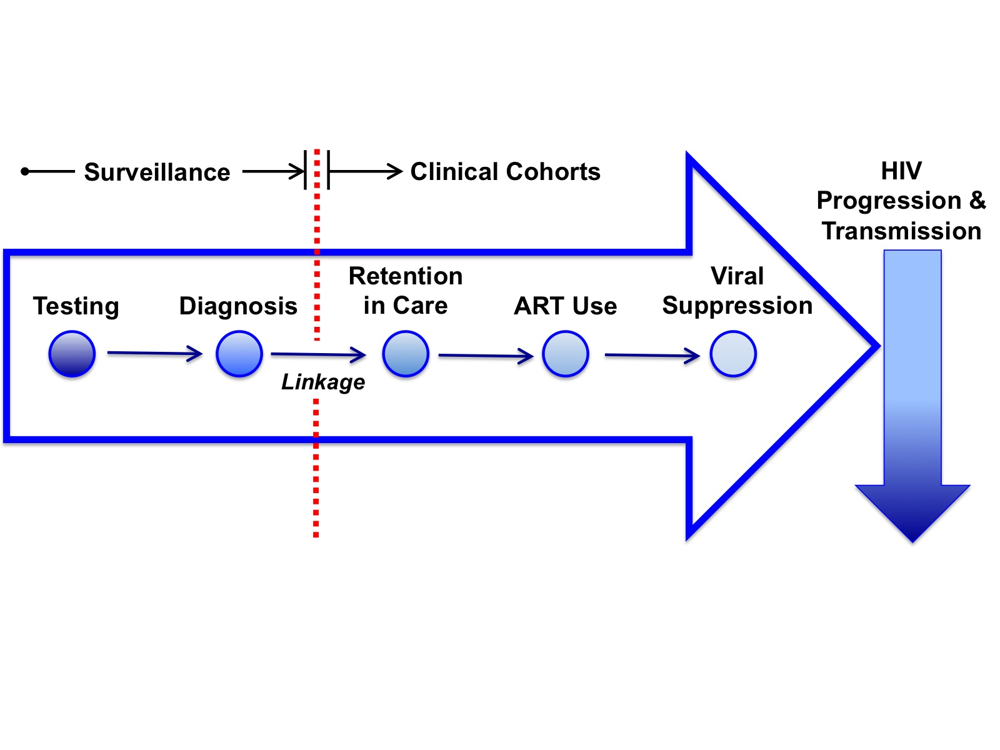 Surveillance
Clinical Cohorts
HIV
Progression &
Transmission
Testing
Diagnosis
Linkage
Retention
in Care
ART Use
Viral
Suppression